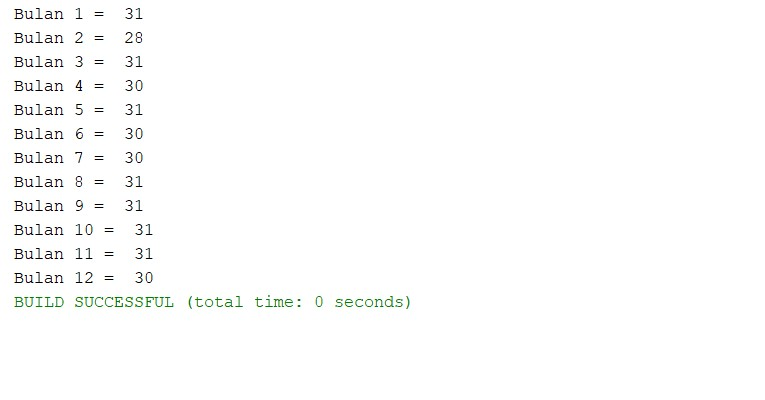 Bulan 1 =  31
Bulan 2 =  28
Bulan 3 =  31
Bulan 4 =  30
Bulan 5 =  31
Bulan 6 =  30
Bulan 7 =  30
Bulan 8 =  31
Bulan 9 =  31
Bulan 10 =  31
Bulan 11 =  31
Bulan 12 =  30
BUILD SUCCESSFUL (total time: 0 seconds)